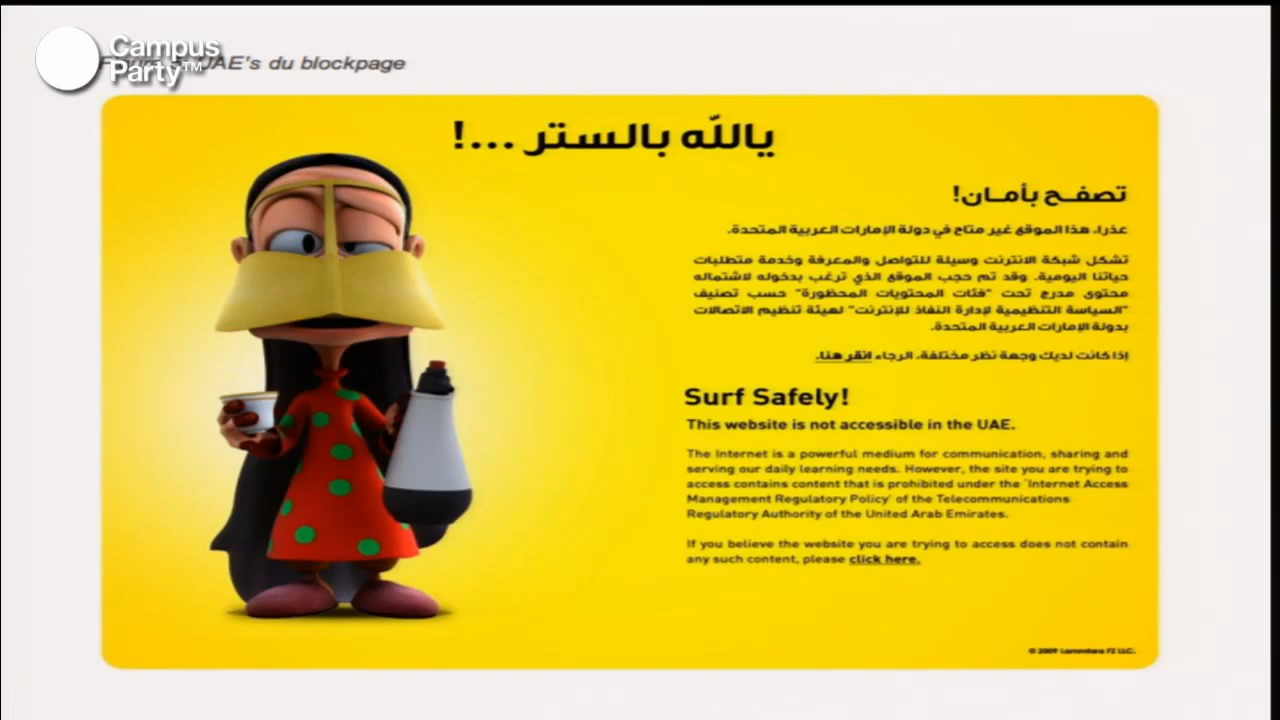 Campus
Party™
UAE's du blockpage
ياللّه بالستر ...!
تصفـح بأمـان!
عذراً، هذا الموقع غير متاح في دولة الإمارات العربية المتحدة.
تشكل شبكة الانترنت وسيلة للتواصل والمعرفة وخدمة متطلبات
حياتنا اليومية. وقد تم حجب الموقع الذي ترغب بدخوله لاشتماله
محتوى مدرج تحت "فئات المحتويات المحظورة" حسب تصنيف
"السياسة التنظيمية لإدارة النفاذ للإنترنت" لهيئة تنظيم الاتصالات
بدولة الإمارات العربية المتحدة.
إذا كانت لديك وجهة نظر مختلفة، الرجاء انقر هنا.
Surf Safely!
This website is not accessible in the UAE.
The Internet is a powerful medium for communication, sharing and
serving our daily learning needs. However, the site you are trying to
access contains content that is prohibited under the 'Internet Access
Management Regulatory Policy' of the Telecommunications
Regulatory Authority of the United Arab Emirates.
If you believe the website you are trying to access does not contain
any such content, please click here.
© 2009 Lammtara FZ LLC.